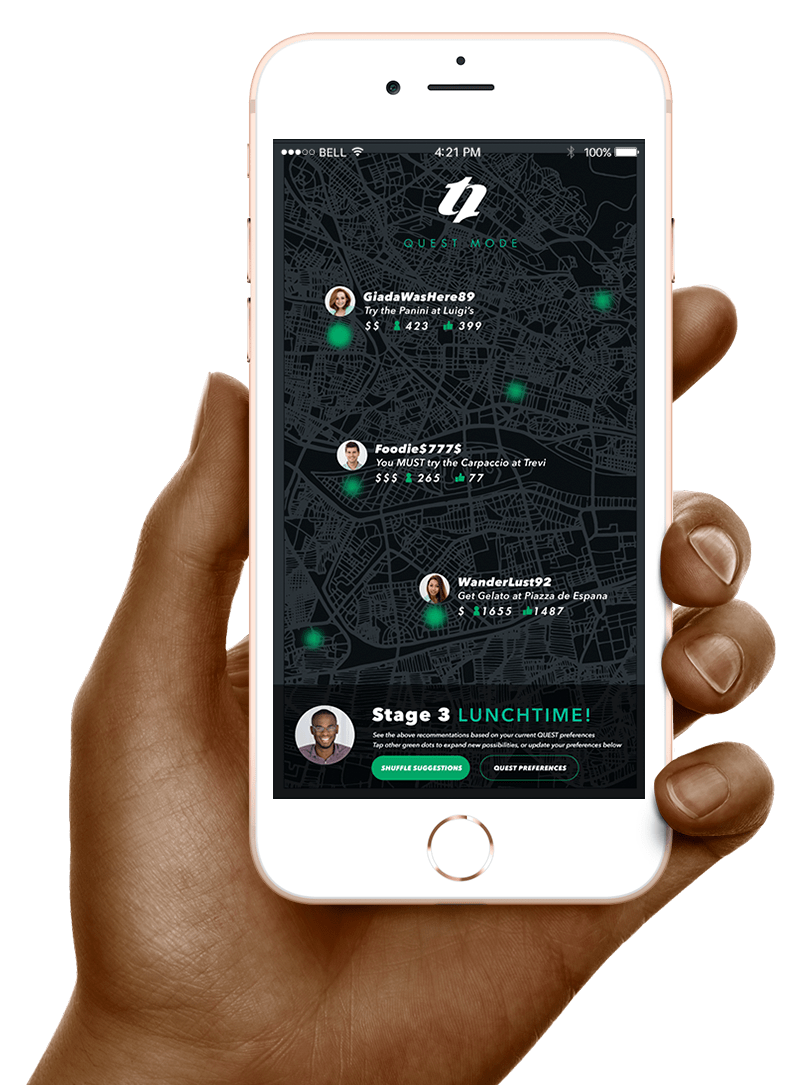 BELL 4:21 PM 100%
tq
QUEST MODE
GiadaWasHere89
Try the Panini at Luigi's
$$ 423 399
Foodie$777$
You MUST try the Carpaccio at Trevi
$$$ 265 77
WanderLust92
Get Gelato at Piazza de Espana
$ 1655 1487
Stage 3 LUNCHTIME!
See the above recommentations based on your current QUEST preferences
Tap other green dots to expand new possibilities, or update your preferences below
SHUFFLE SUGGESTIONS QUEST PREFERENCES